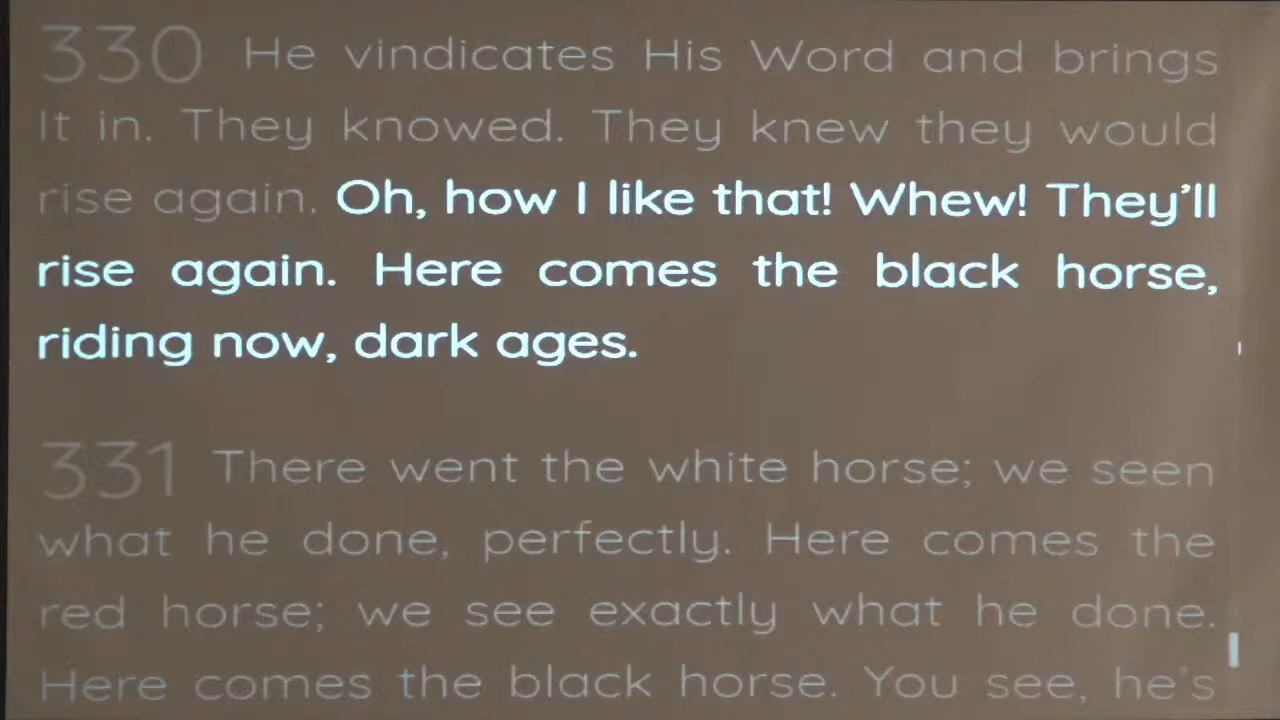 330 He vindicates His Word and brings
It in. They knowed. They knew they would
rise again. Oh, how I like that! Whew! They'll
rise again. Here comes the black horse,
riding now, dark ages.
331 There went the white horse; we seen
what he done, perfectly. Here comes the
red horse; we see exactly what he done.
Here comes the black horse. You see, he's